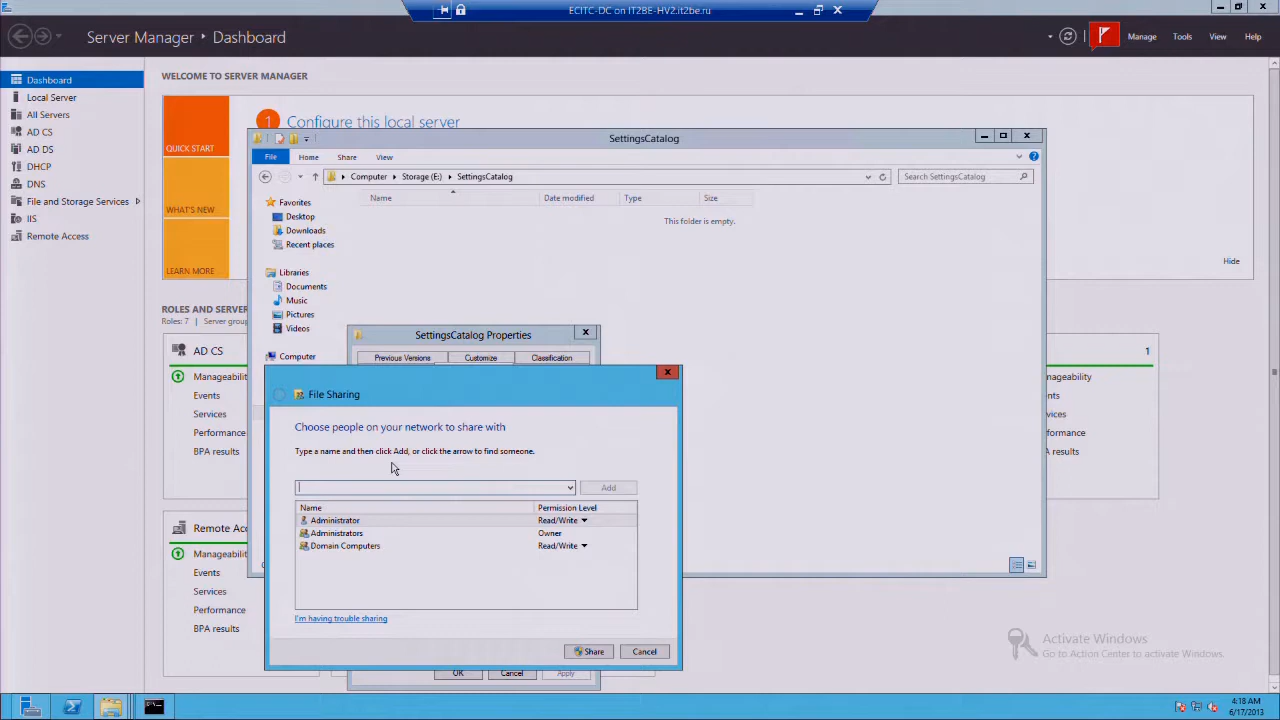 ECITC-DC on IT2BE-HV2.it2be.ru
Server Manager
Dashboard
Manage
Tools
View
Help
Dashboard
Local Server
All Servers
AD CS
AD DS
DHCP
DNS
File and Storage Services
IIS
Remote Access
WELCOME TO SERVER MANAGER
QUICK START
WHAT'S NEW
LEARN MORE
1
Configure this local server
Hide
SettingsCatalog
File
Home
Share
View
Computer
Storage (E:)
SettingsCatalog
Search SettingsCatalog
Favorites
Desktop
Downloads
Recent places
Libraries
Documents
Music
Pictures
Videos
Computer
Name
Date modified
Type
Size
This folder is empty.
ROLES AND SERVER
Roles: 7 | Server group
AD CS
Manageability
Events
Services
Performance
BPA results
Remote Acc
Manageability
Events
Services
Performance
BPA results
1
SettingsCatalog Properties
Previous Versions
Customize
Classification
File Sharing
Choose people on your network to share with
Type a name and then click Add, or click the arrow to find someone.
Add
Name
Permission Level
Administrator
Read/Write
Administrators
Owner
Domain Computers
Read/Write
I'm having trouble sharing
Share
Cancel
OK
Cancel
Apply
Activate Windows
Go to Action Center to activate Windows.
4:18 AM
6/17/2013